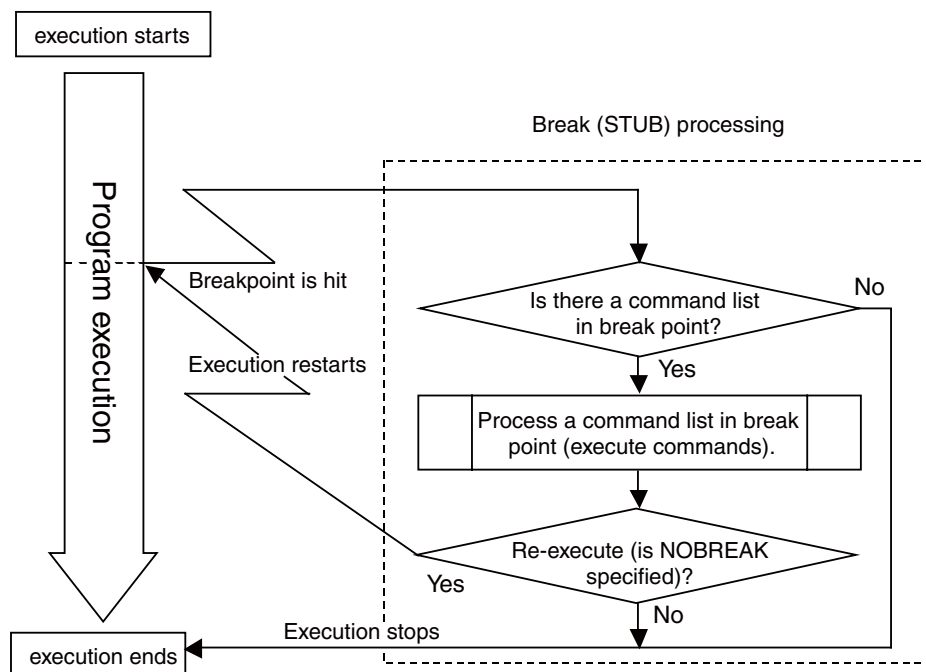 execution starts
Break (STUB) processing
Program execution
Breakpoint is hit
Is there a command list
in break point?
No
Yes
Execution restarts
Process a command list in break
point (execute commands).
Re-execute (is NOBREAK
specified)?
Yes
No
Execution stops
execution ends